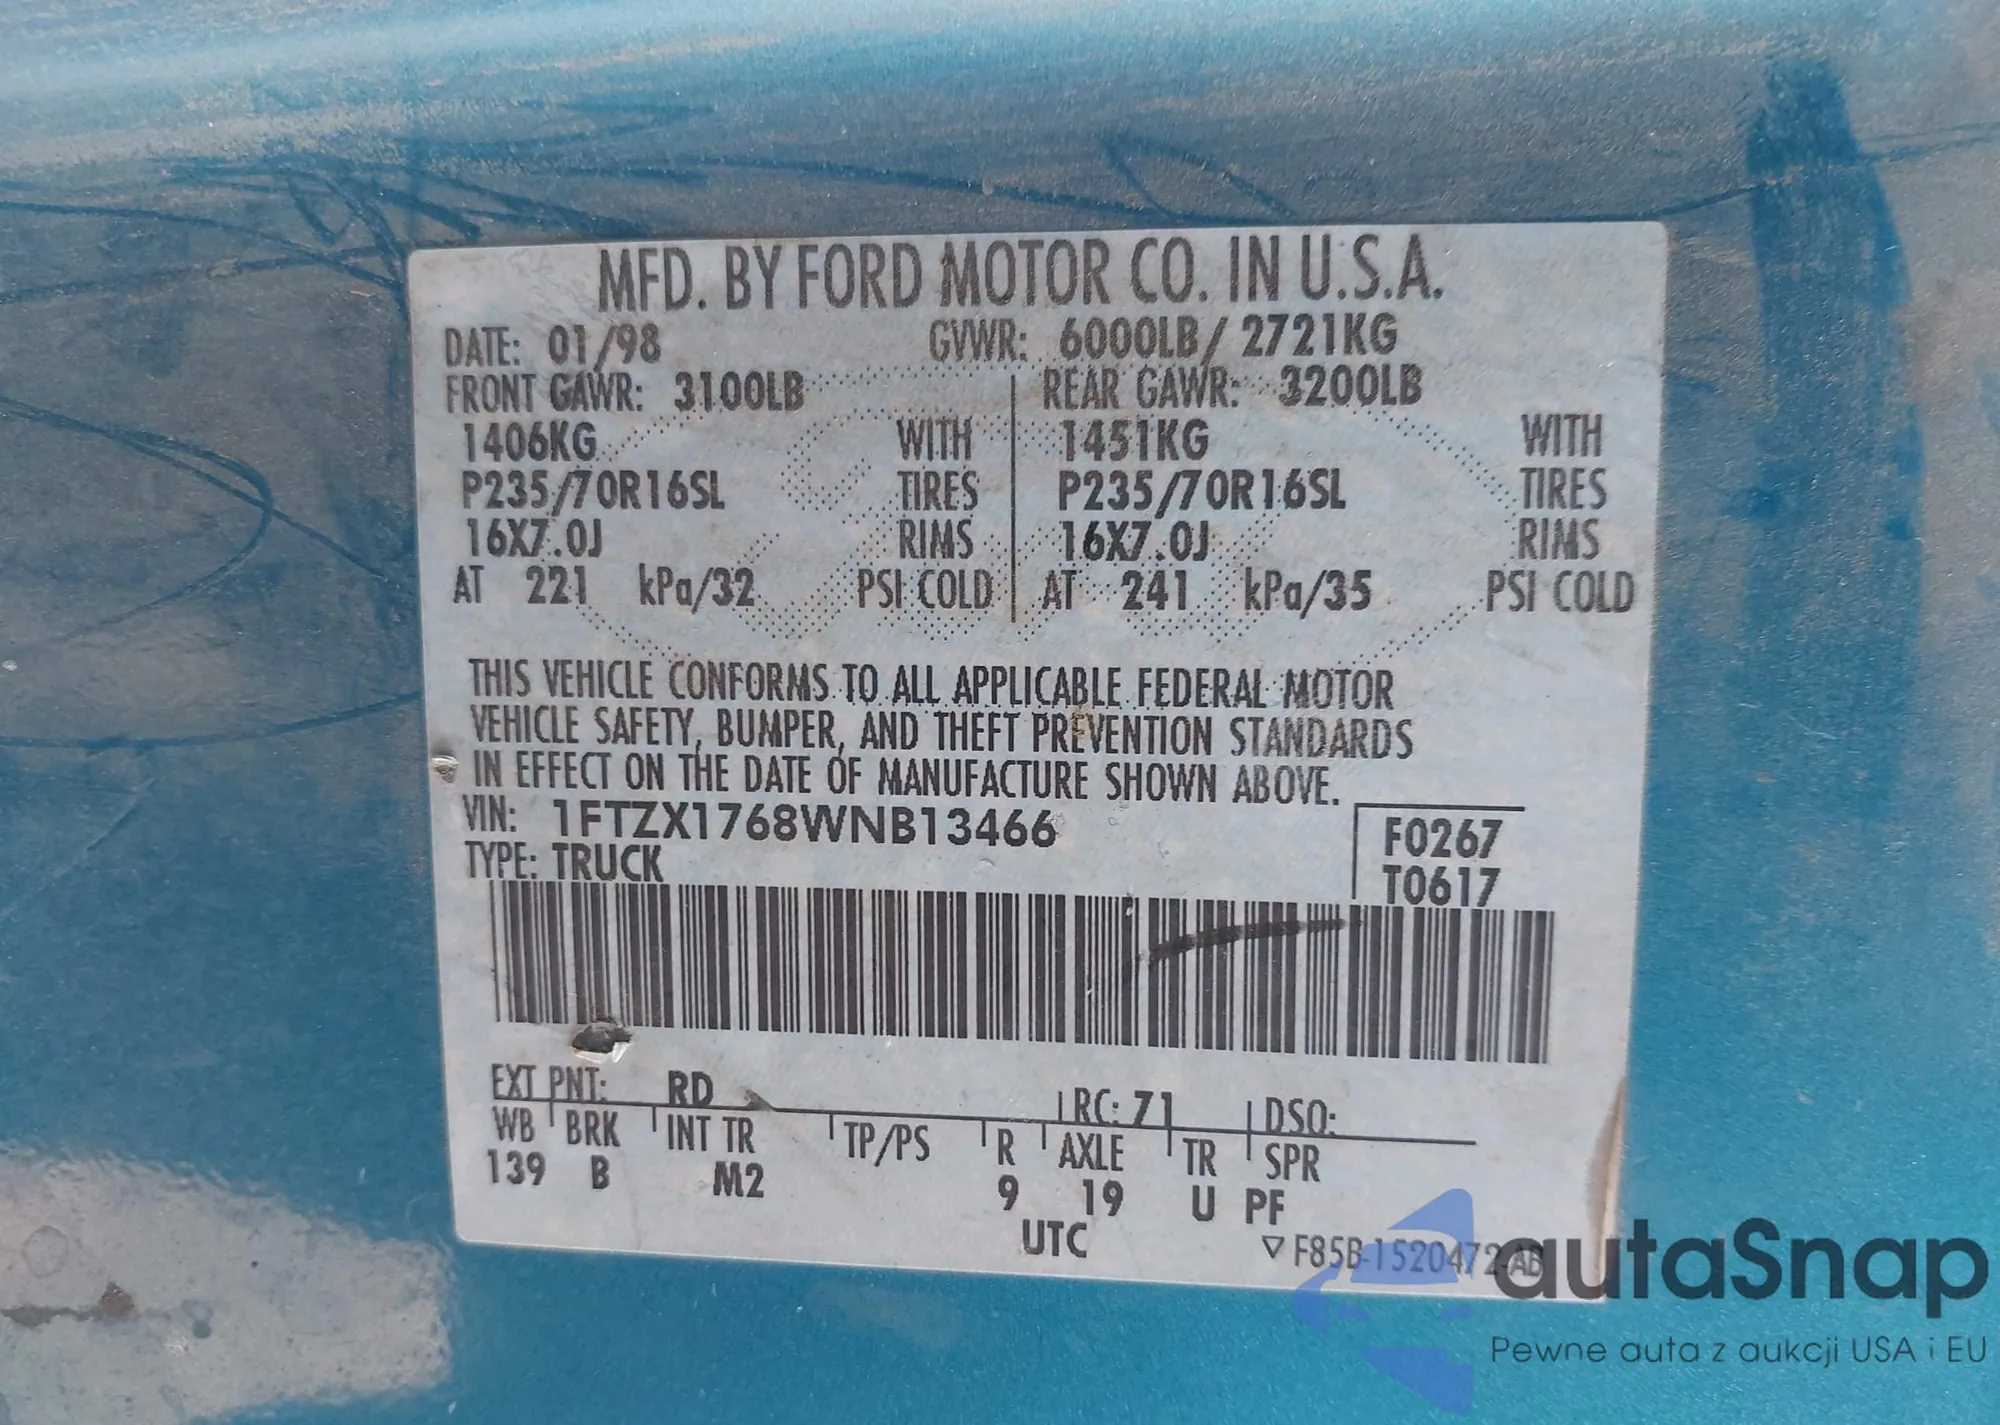 MFD. BY FORD MOTOR CO. IN U.S.A.
DATE: 01/98 GVWR: 6000LB/ 2721KG
FRONT GAWR: 3100LB REAR GAWR: 3200LB
1406KG WITH 1451KG WITH
P235/70R16SL TIRES P235/70R16SL TIRES
16X7.0J RIMS 16X7.0J RIMS
AT 221 kPa/32 PSI COLD AT 241 kPa/35 PSI COLD
THIS VEHICLE CONFORMS TO ALL APPLICABLE FEDERAL MOTOR
VEHICLE SAFETY, BUMPER, AND THEFT PREVENTION STANDARDS
IN EFFECT ON THE DATE OF MANUFACTURE SHOWN ABOVE.
VIN: 1FTZX1768WNB13466 F0267
TYPE: TRUCK T0617
EXT PNT: RD RC: 71 DSO:
WB BRK INT TR TP/PS R AXLE TR SPR
139 B M2 9 19 U PF
UTC ▽ F85B-1520472-AB
autaSnap
Pewne auta z aukcji USA i EU